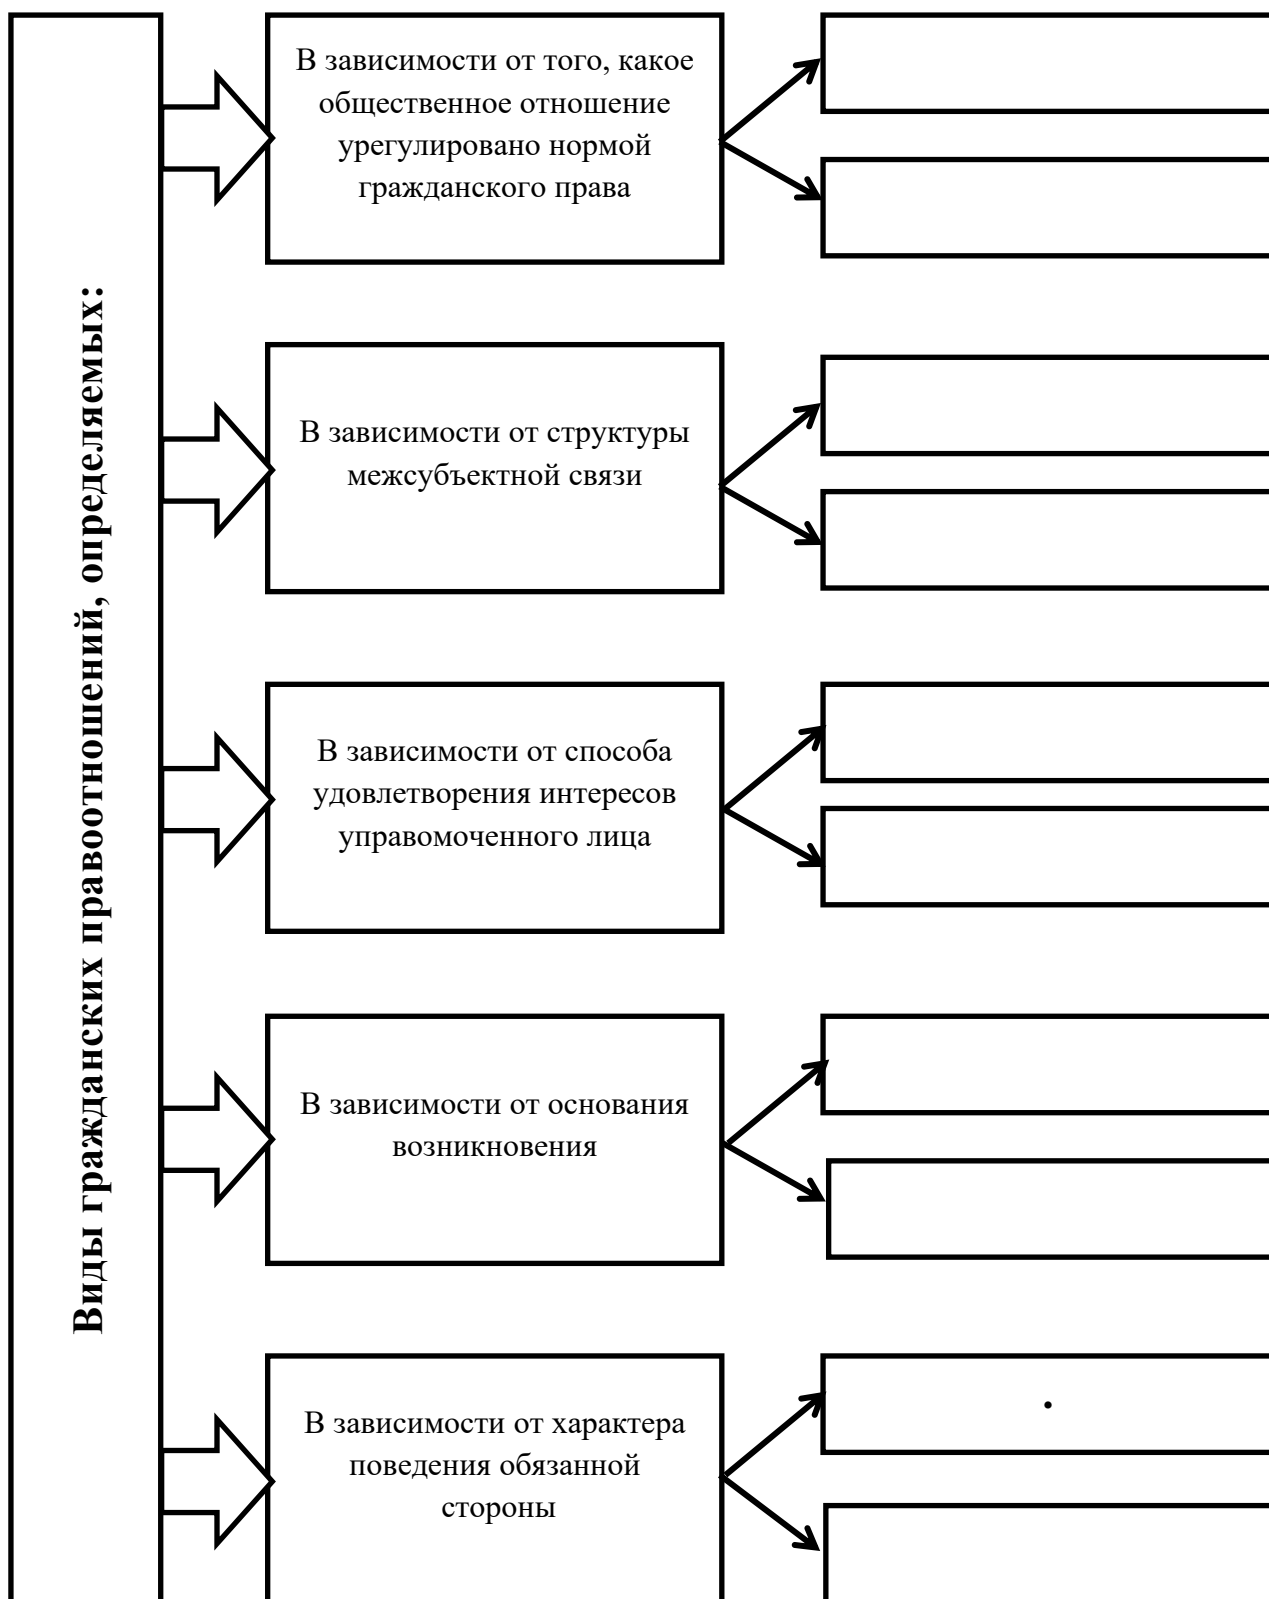 Виды гражданских правоотношений, определяемых:
В зависимости от того, какое
общественное отношение
урегулировано нормой
гражданского права
В зависимости от структуры
межсубъектной связи
В зависимости от способа
удовлетворения интересов
управомоченного лица
В зависимости от основания
возникновения
В зависимости от характера
поведения обязанной
стороны
.